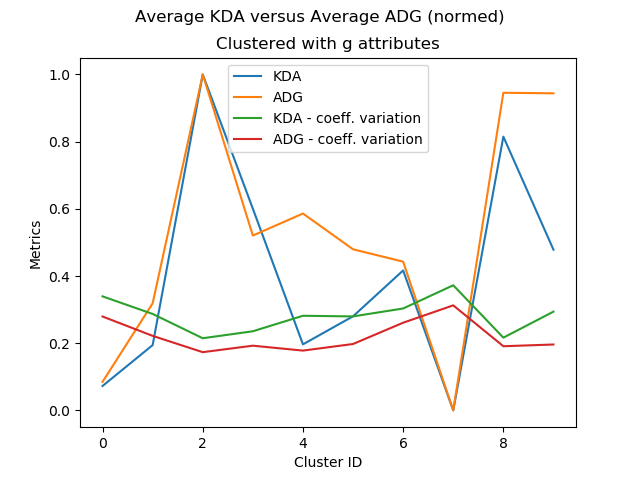 Average KDA versus Average ADG (normed)
Clustered with g attributes
KDA
ADG
KDA - coeff. variation
ADG - coeff. variation
1.0
0.8
0.6
0.4
0.2
0.0
Metrics
0 2 4 6 8
Cluster ID